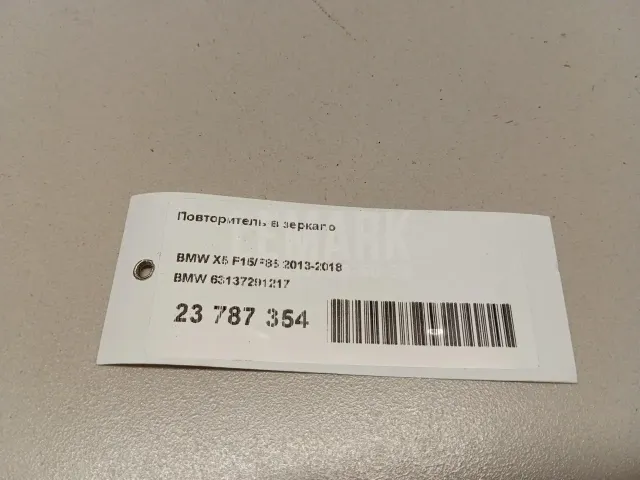 Повторитель в зеркало
BMW X5 F15/F85 2013-2018
BMW 63137291217
23 787 354